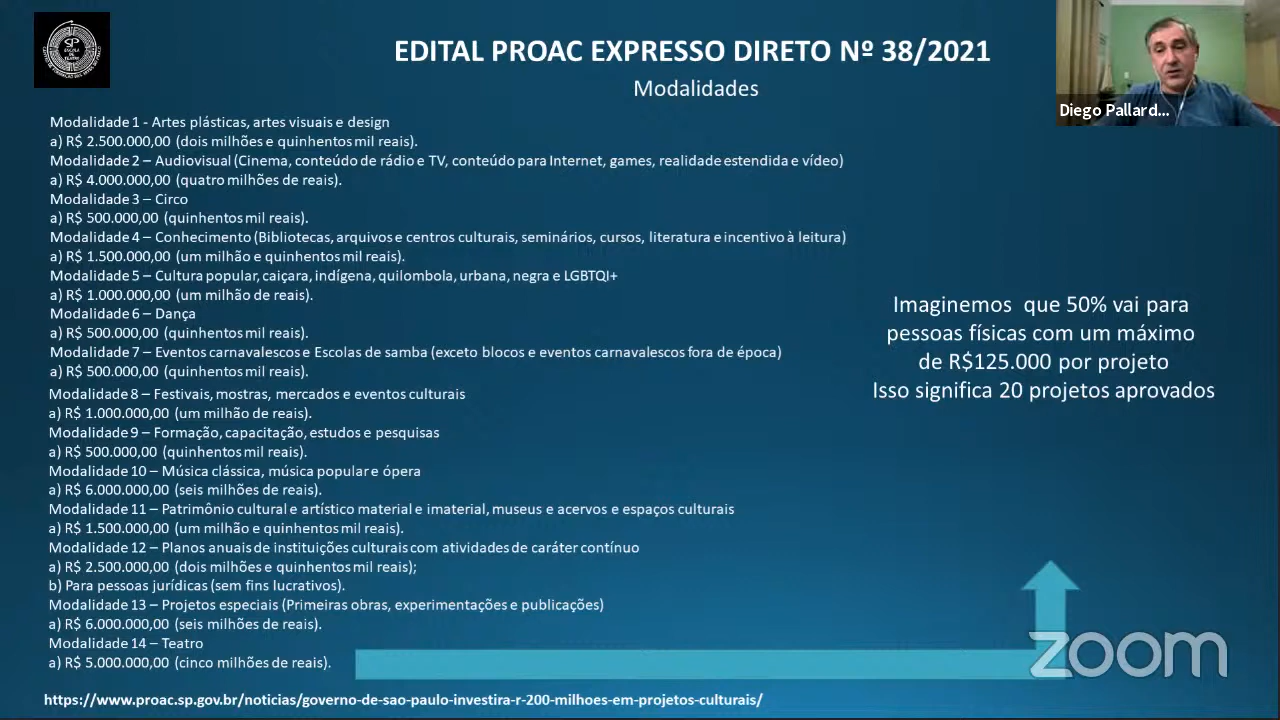 SP
ESCOLA
EDITAL PROAC EXPRESSO DIRETO Nº 38/2021
Modalidades
Diego Pallard...
Modalidade 1 - Artes plásticas, artes visuais e design
a) R$ 2.500.000,00 (dois milhões e quinhentos mil reais).
Modalidade 2 – Audiovisual (Cinema, conteúdo de rádio e TV, conteúdo para Internet, games, realidade estendida e vídeo)
a) R$ 4.000.000,00 (quatro milhões de reais).
Modalidade 3 – Circo
a) R$ 500.000,00 (quinhentos mil reais).
Modalidade 4 – Conhecimento (Bibliotecas, arquivos e centros culturais, seminários, cursos, literatura e incentivo à leitura)
a) R$ 1.500.000,00 (um milhão e quinhentos mil reais).
Modalidade 5 – Cultura popular, caiçara, indígena, quilombola, urbana, negra e LGBTQI+
a) R$ 1.000.000,00 (um milhão de reais).
Modalidade 6 – Dança
a) R$ 500.000,00 (quinhentos mil reais).
Modalidade 7 – Eventos carnavalescos e Escolas de samba (exceto blocos e eventos carnavalescos fora de época)
a) R$ 500.000,00 (quinhentos mil reais).
Modalidade 8 – Festivais, mostras, mercados e eventos culturais
a) R$ 1.000.000,00 (um milhão de reais).
Modalidade 9 – Formação, capacitação, estudos e pesquisas
a) R$ 500.000,00 (quinhentos mil reais).
Modalidade 10 – Música clássica, música popular e ópera
a) R$ 6.000.000,00 (seis milhões de reais).
Modalidade 11 – Patrimônio cultural e artístico material e imaterial, museus e acervos e espaços culturais
a) R$ 1.500.000,00 (um milhão e quinhentos mil reais).
Modalidade 12 – Planos anuais de instituições culturais com atividades de caráter contínuo
a) R$ 2.500.000,00 (dois milhões e quinhentos mil reais);
b) Para pessoas jurídicas (sem fins lucrativos).
Modalidade 13 – Projetos especiais (Primeiras obras, experimentações e publicações)
a) R$ 6.000.000,00 (seis milhões de reais).
Modalidade 14 – Teatro
a) R$ 5.000.000,00 (cinco milhões de reais).
Imaginemos que 50% vai para
pessoas físicas com um máximo
de R$125.000 por projeto
Isso significa 20 projetos aprovados
zoom
https://www.proac.sp.gov.br/noticias/governo-de-sao-paulo-investira-r-200-milhoes-em-projetos-culturais/